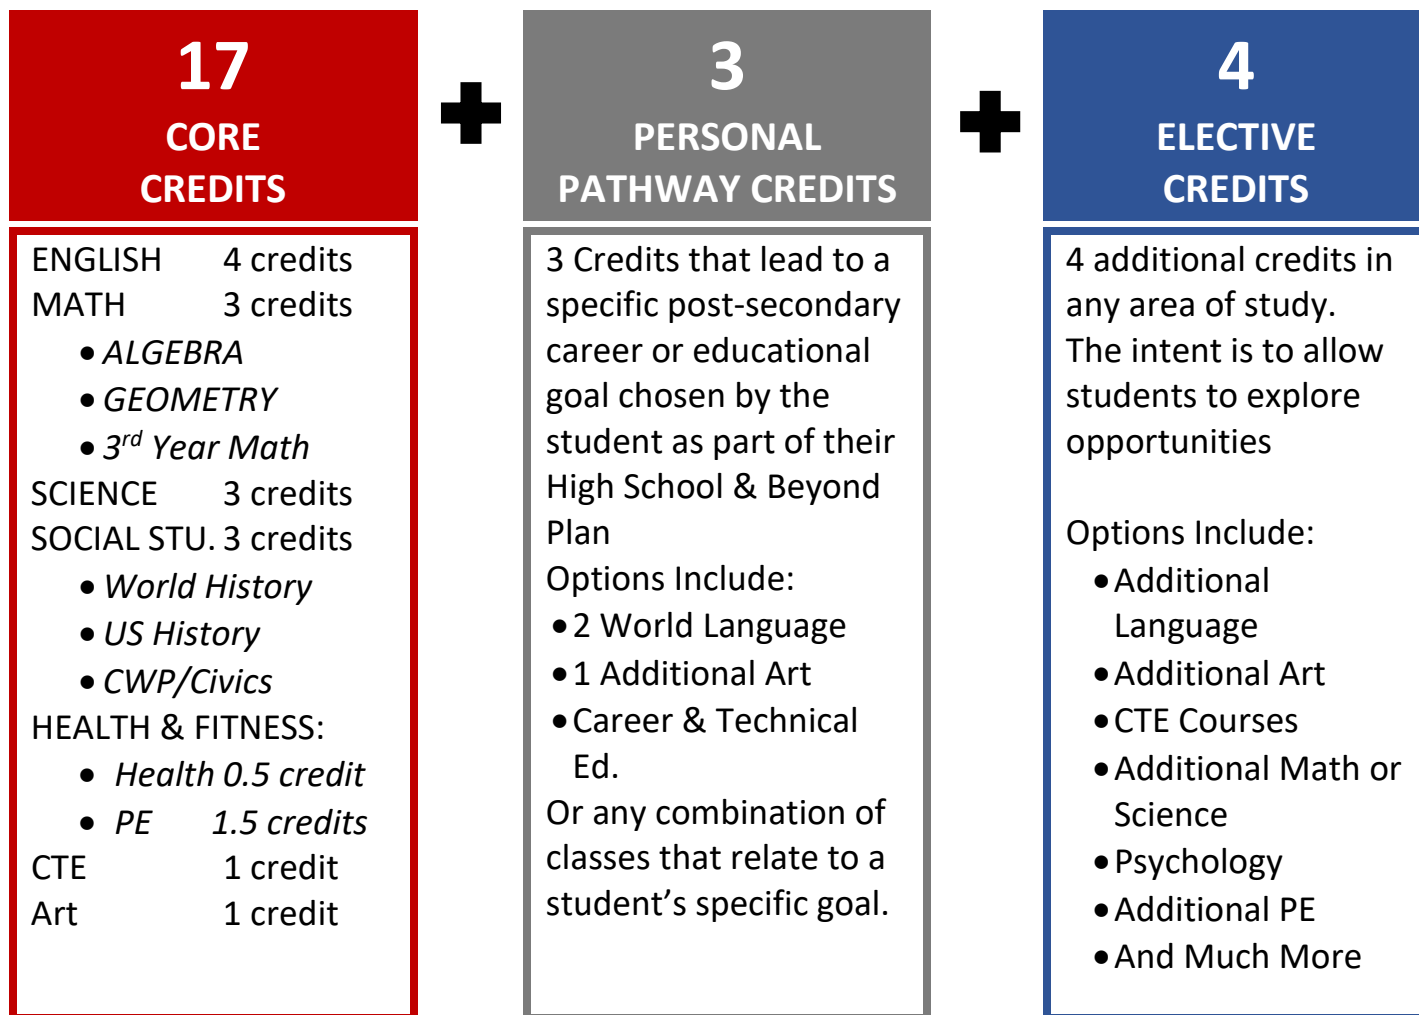 17
CORE
CREDITS
ENGLISH 4 credits
MATH 3 credits
• ALGEBRA
• GEOMETRY
• 3rd Year Math
SCIENCE 3 credits
SOCIAL STU. 3 credits
• World History
• US History
• CWP/Civics
HEALTH & FITNESS:
• Health 0.5 credit
• PE 1.5 credits
CTE 1 credit
Art 1 credit
3
PERSONAL
PATHWAY CREDITS
3 Credits that lead to a
specific post-secondary
career or educational
goal chosen by the
student as part of their
High School & Beyond
Plan
Options Include:
• 2 World Language
• 1 Additional Art
• Career & Technical
Ed.
Or any combination of
classes that relate to a
student’s specific goal.
4
ELECTIVE
CREDITS
4 additional credits in
any area of study.
The intent is to allow
students to explore
opportunities
Options Include:
• Additional
Language
• Additional Art
• CTE Courses
• Additional Math or
Science
• Psychology
• Additional PE
• And Much More